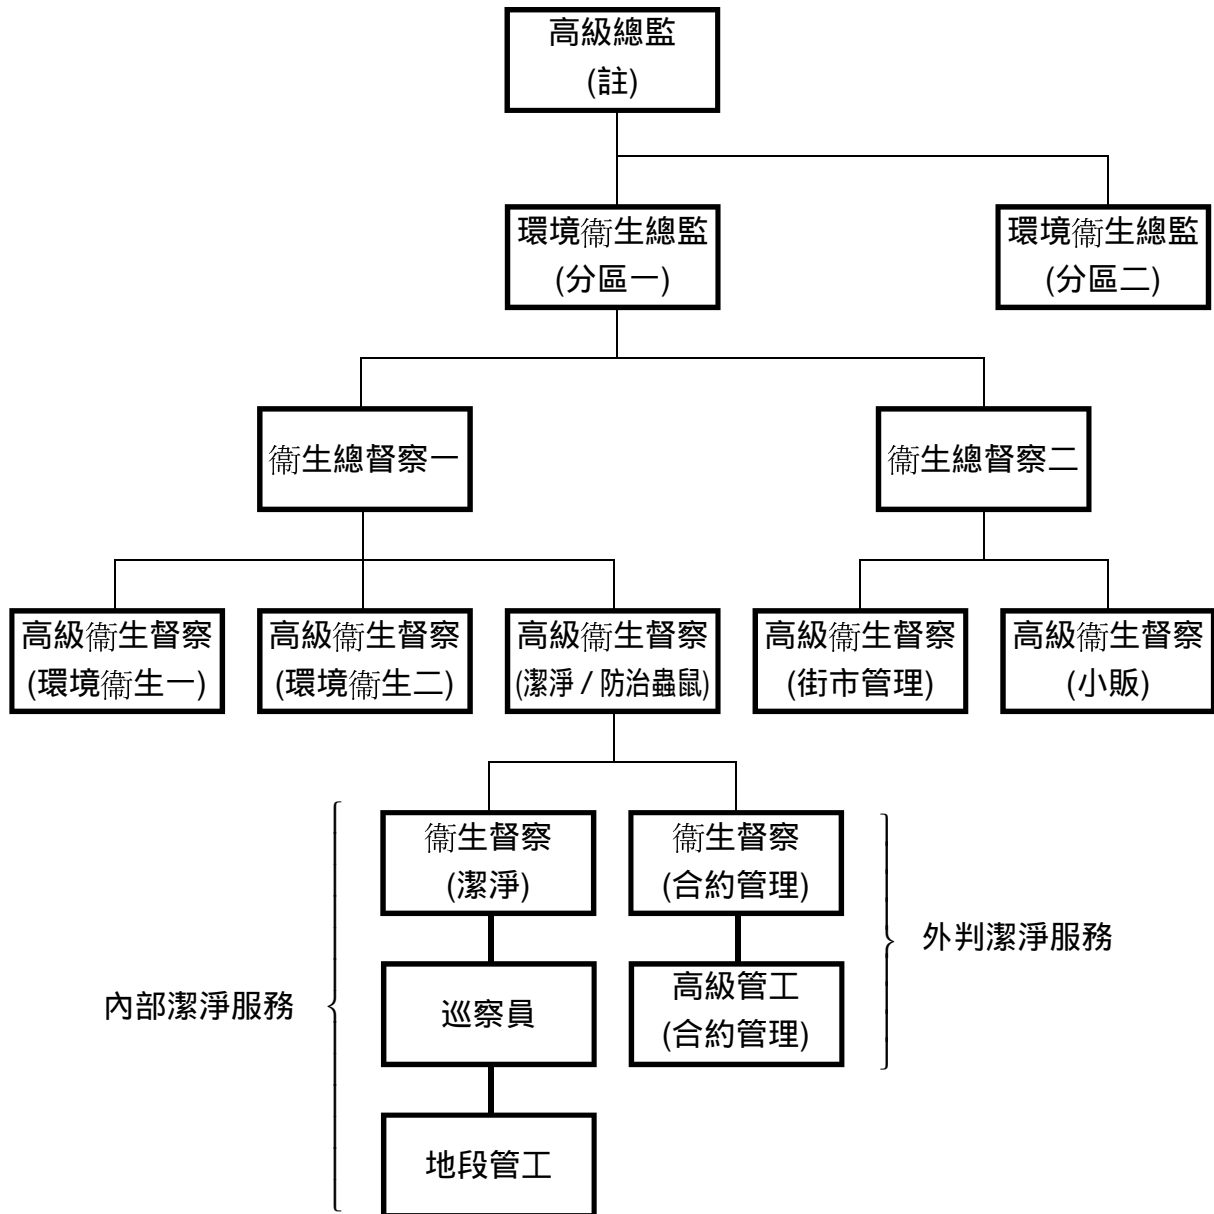 高級總監
(註)
環境衞生總監
(分區一)
環境衞生總監
(分區二)
衞生總督察一
衞生總督察二
高級衞生督察
(環境衞生一)
高級衞生督察
(環境衞生二)
高級衞生督察
(潔淨 / 防治蟲鼠)
高級衞生督察
(街市管理)
高級衞生督察
(小販)
衞生督察
(潔淨)
衞生督察
(合約管理)
外判潔淨服務
高級管工
(合約管理)
內部潔淨服務
巡察員
地段管工